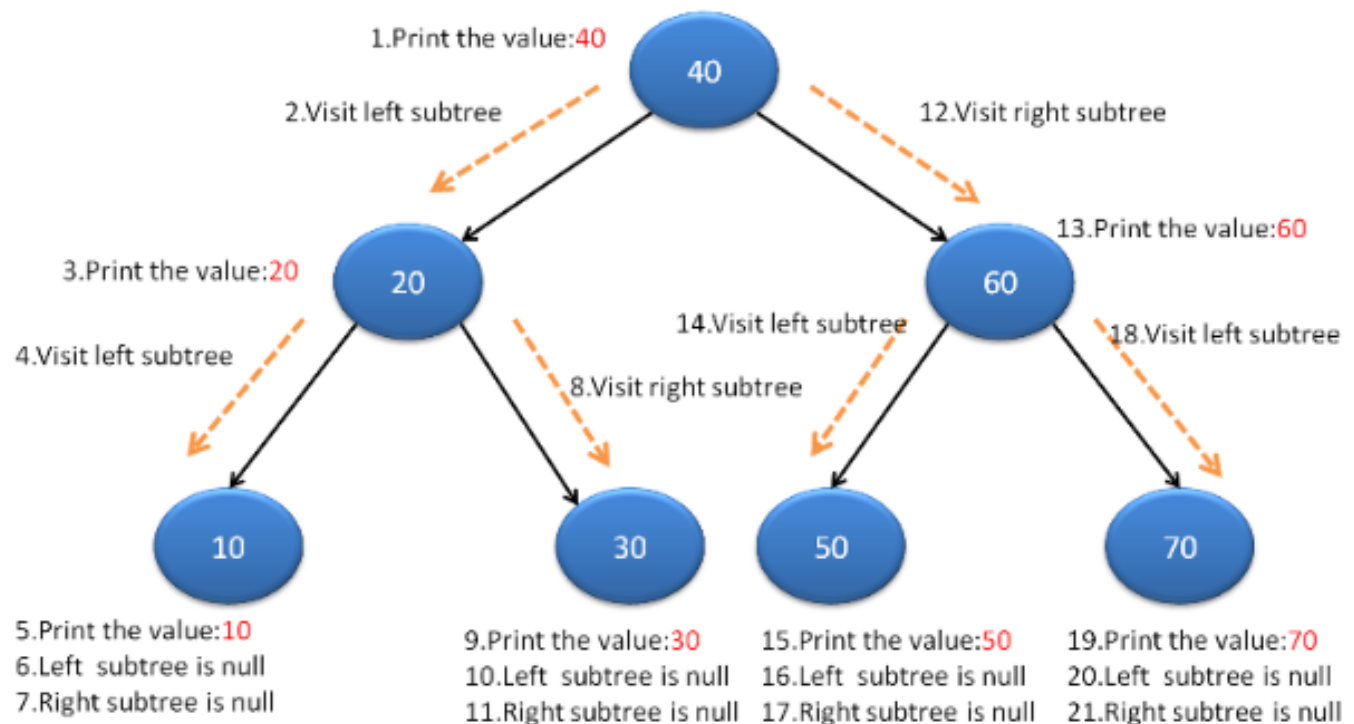 1.Print the value:40
40
2.Visit left subtree
12.Visit right subtree
13.Print the value:60
3.Print the value:20
20
60
14.Visit left subtree
18.Visit left subtree
4.Visit left subtree
8.Visit right subtree
10
30
50
70
5.Print the value:10
6.Left subtree is null
7.Right subtree is null
9.Print the value:30
10.Left subtree is null
11.Right subtree is null
15.Print the value:50
16.Left subtree is null
17.Right subtree is null
19.Print the value:70
20.Left subtree is null
21.Right subtree is null